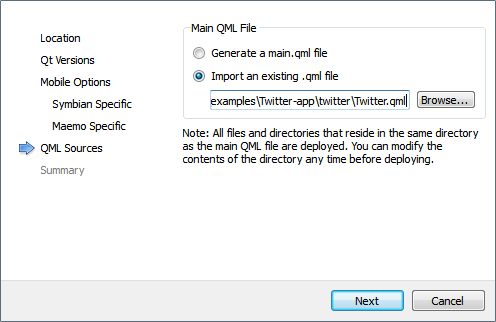 Location
Qt Versions
Mobile Options
Symbian Specific
Maemo Specific
QML Sources
Summary
Main QML File
Generate a main.qml file
Import an existing .qml file
examples\Twitter-app\twitter\Twitter.qml
Browse...
Note: All files and directories that reside in the same directory
as the main QML file are deployed. You can modify the
contents of the directory any time before deploying.
Next
Cancel